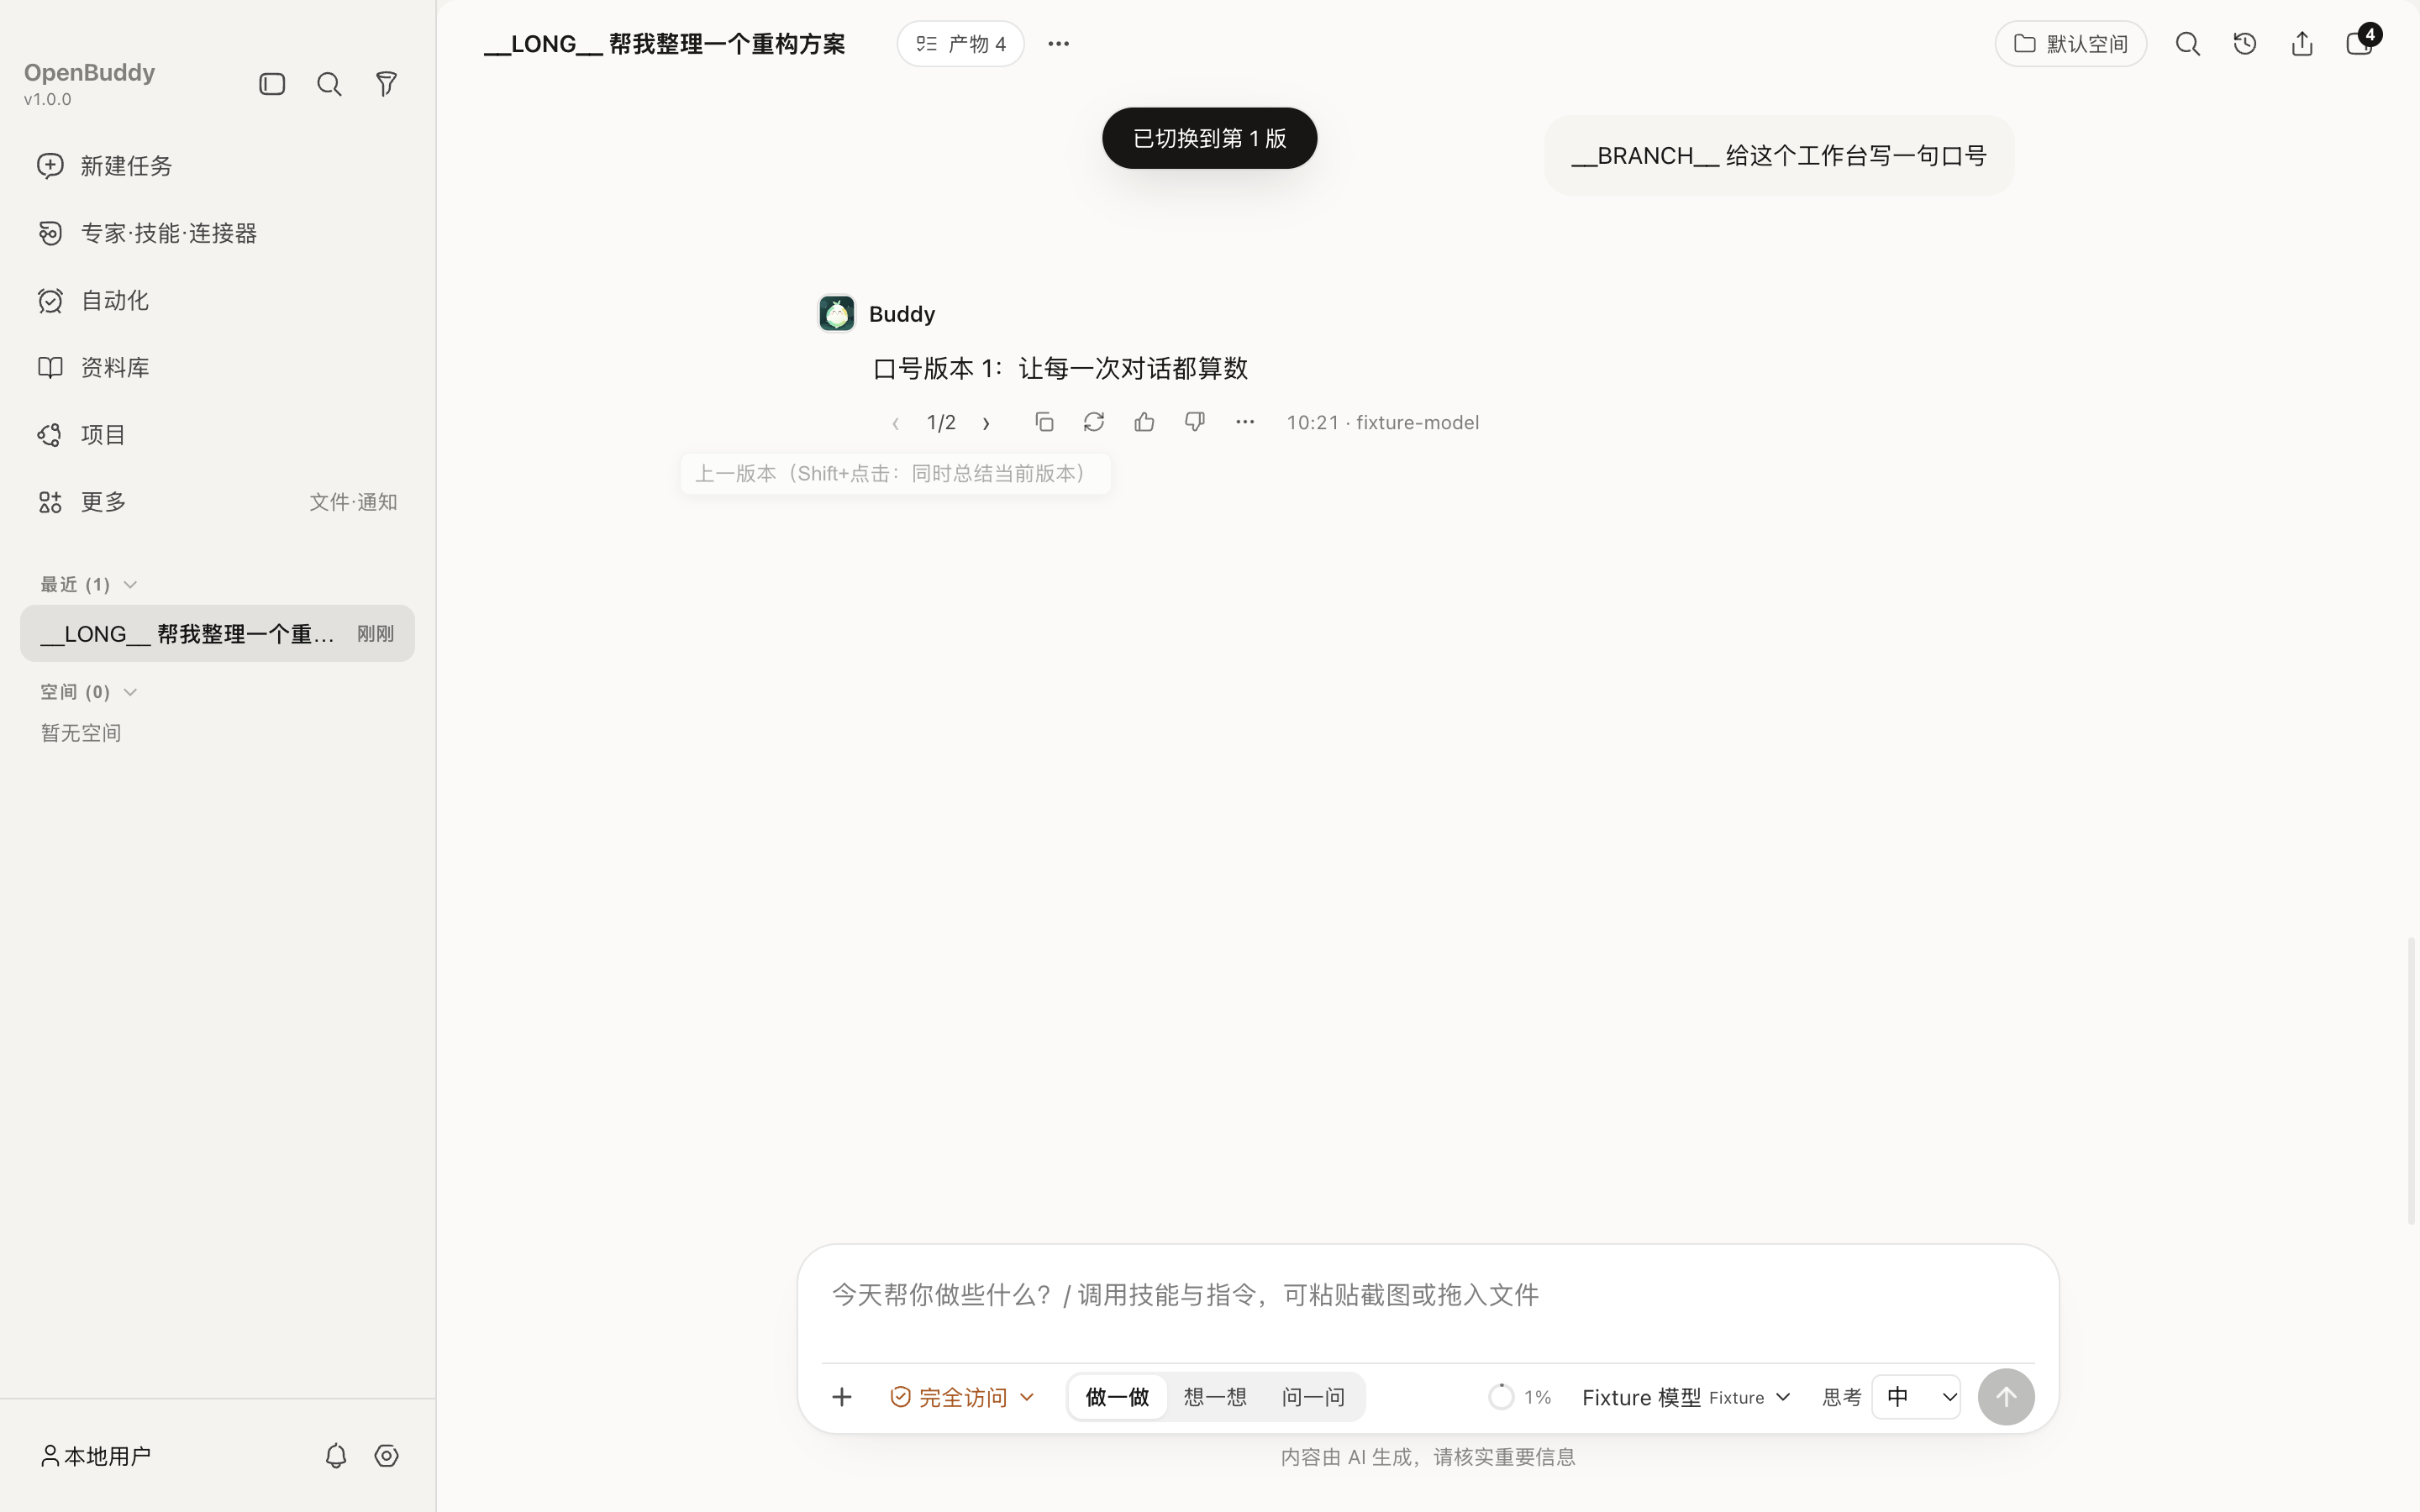 OpenBuddy
v1.0.0
新建任务
专家·技能·连接器
自动化
资料库
项目
更多
文件·通知
最近 (1)
__LONG__ 帮我整理一个重…
刚刚
空间 (0)
暂无空间
本地用户
__LONG__ 帮我整理一个重构方案
产物 4
默认空间
4
已切换到第 1 版
__BRANCH__ 给这个工作台写一句口号
Buddy
口号版本 1：让每一次对话都算数
‹ 1/2 ›
10:21 · fixture-model
上一版本（Shift+点击：同时总结当前版本）
今天帮你做些什么？/ 调用技能与指令，可粘贴截图或拖入文件
完全访问
做一做
想一想
问一问
1%
Fixture 模型 Fixture
思考
中
内容由 AI 生成，请核实重要信息